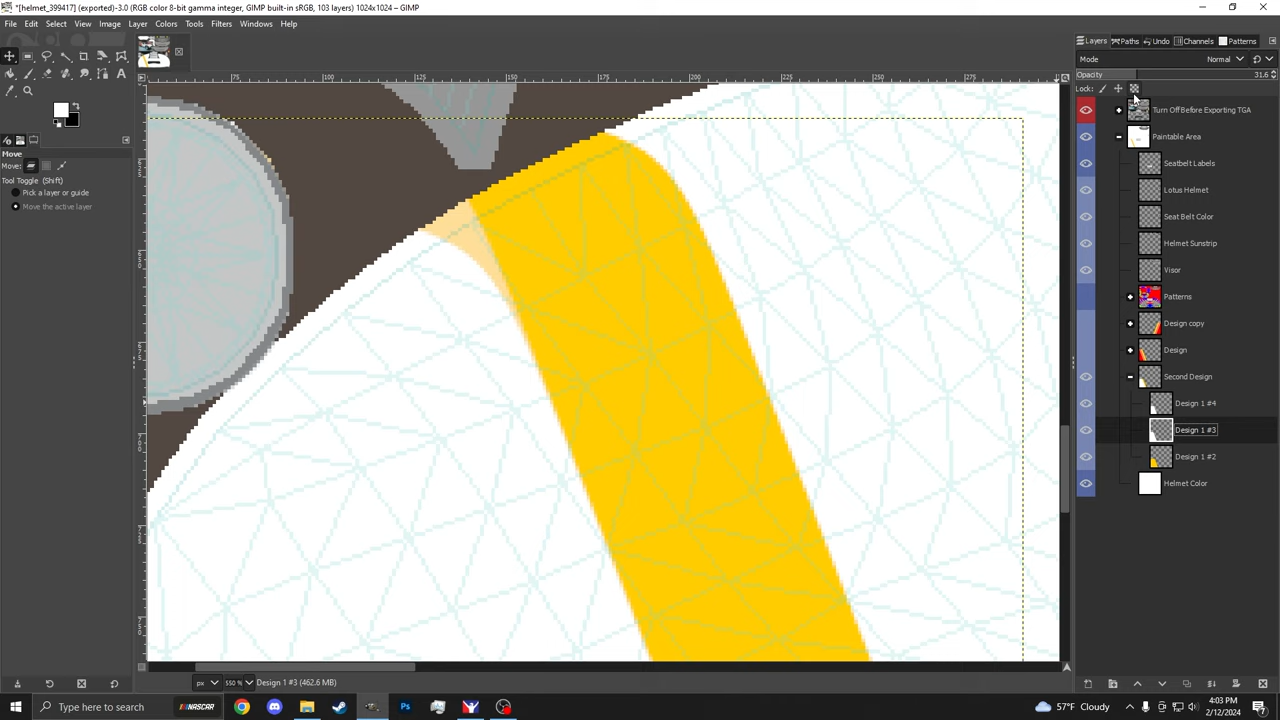 *[helmet_399417] (exported)-3.0 (RGB color 8-bit gamma integer, GIMP built-in sRGB, 103 layers) 1024x1024 – GIMP
File Edit Select View Image Layer Colors Tools Filters Windows Help
Layers Paths Undo Channels Patterns
Mode Normal
Opacity 31.6
Lock:
75 100 125 150 175 200 225 250 275
Turn Off Before Exporting TGA
Paintable Area
Seatbelt Labels
Lotus Helmet
Seat Belt Color
Helmet Sunstrip
Visor
Patterns
Design copy
Design
Second Design
Design 1 #4
Design 1 #3
Design 1 #2
Helmet Color
Move
Move:
Tool Toggle (Shift)
Pick a layer or guide
Move the active layer
px 550 % Design 1 #3 (462.6 MB)
Type here to search
NASCAR
57°F Cloudy
4:03 PM
2/12/2024